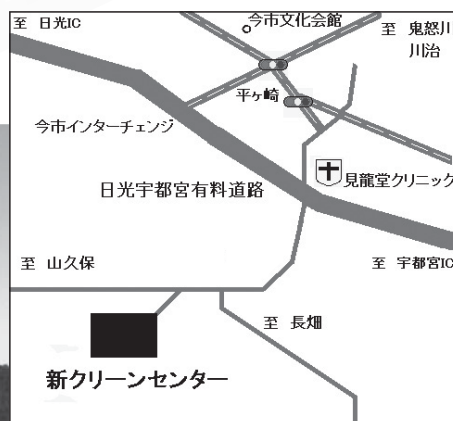 至 日光IC
今市文化会館
至 鬼怒川
川治
平ヶ崎
今市インターチェンジ
見龍堂クリニック
日光宇都宮有料道路
至 山久保
至 宇都宮IC
至 長畑
新クリーンセンター